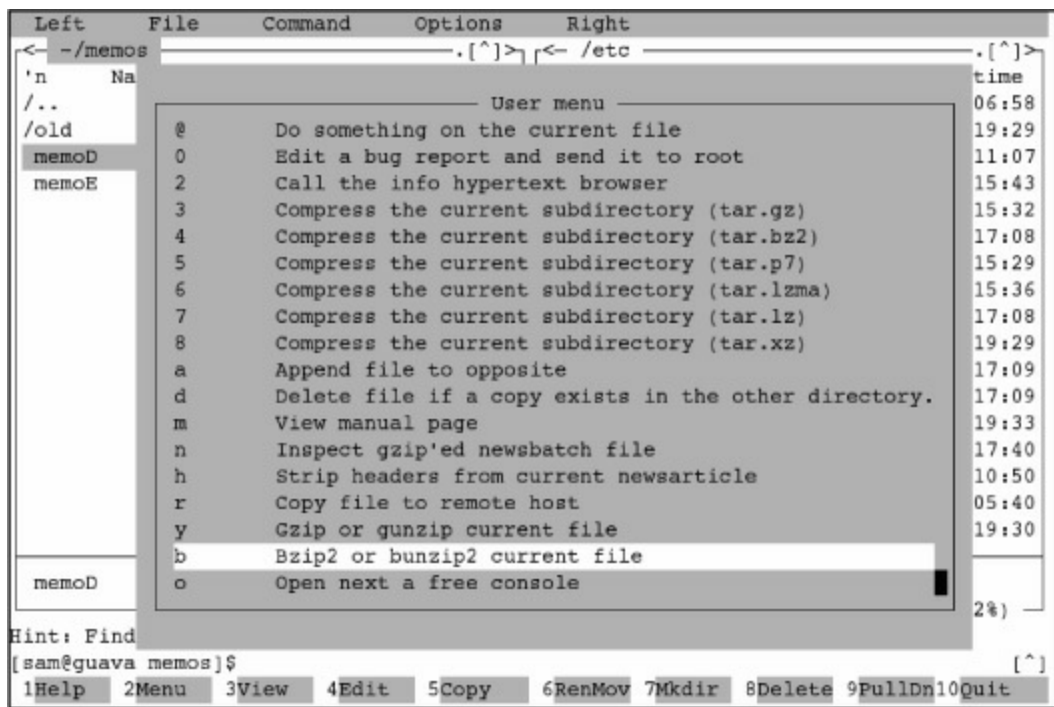 Left File Command Options Right
<- ~/memos .[^]> <- /etc .[^]>
'n Na time
/.. User menu 06:58
/old @ Do something on the current file 19:29
memoD 0 Edit a bug report and send it to root 11:07
memoE 2 Call the info hypertext browser 15:43
3 Compress the current subdirectory (tar.gz) 15:32
4 Compress the current subdirectory (tar.bz2) 17:08
5 Compress the current subdirectory (tar.p7) 15:29
6 Compress the current subdirectory (tar.lzma) 15:36
7 Compress the current subdirectory (tar.lz) 17:08
8 Compress the current subdirectory (tar.xz) 19:29
a Append file to opposite 17:09
d Delete file if a copy exists in the other directory. 17:09
m View manual page 19:33
n Inspect gzip'ed newsbatch file 17:40
h Strip headers from current newsarticle 10:50
r Copy file to remote host 05:40
y Gzip or gunzip current file 19:30
b Bzip2 or bunzip2 current file
memoD o Open next a free console
2%)
Hint: Find
[sam@guava memos]$ [^]
1Help 2Menu 3View 4Edit 5Copy 6RenMov 7Mkdir 8Delete 9PullDn 10Quit